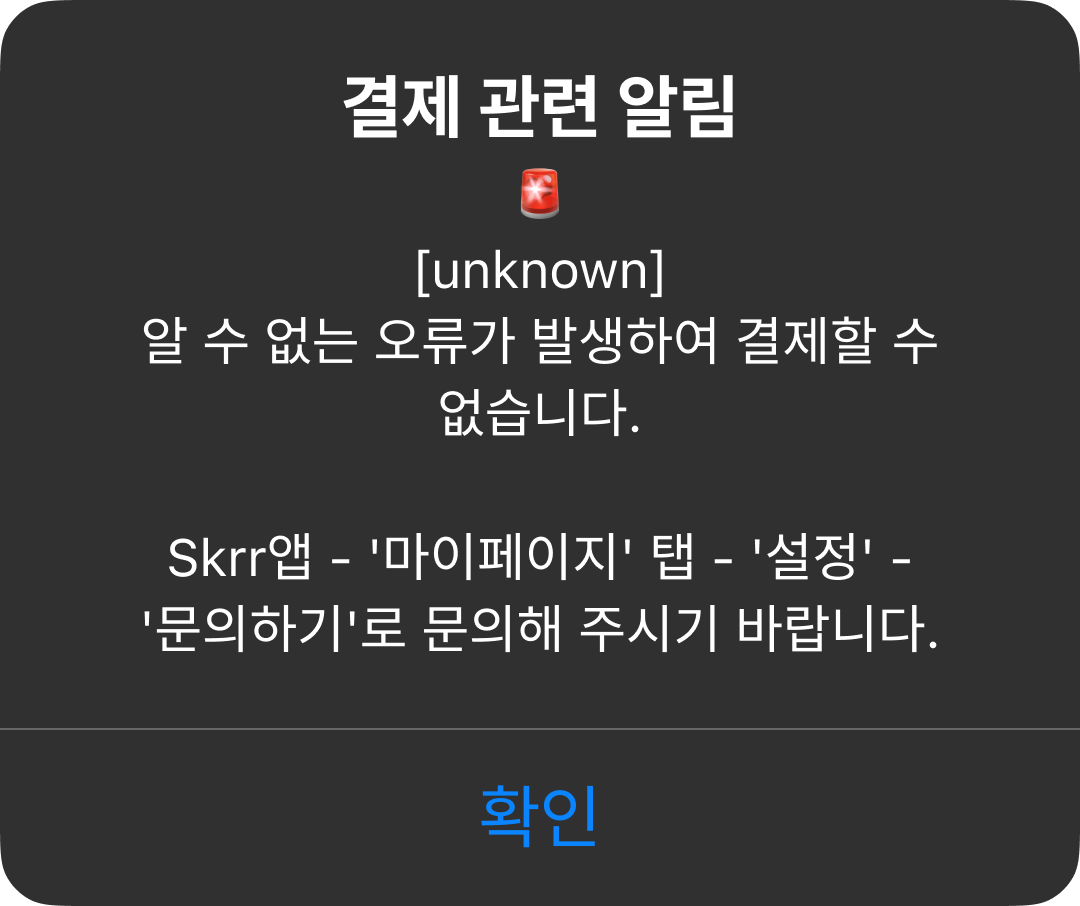 결제 관련 알림
🚨
[unknown]
알 수 없는 오류가 발생하여 결제할 수
없습니다.
Skrr앱 - '마이페이지' 탭 - '설정' -
'문의하기'로 문의해 주시기 바랍니다.
확인